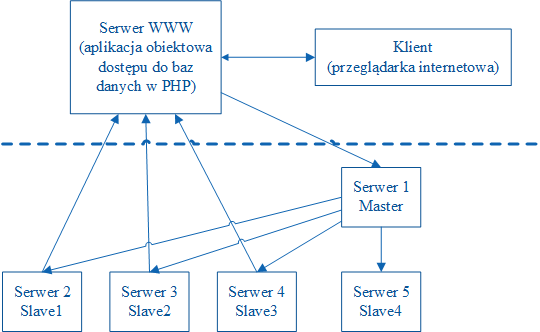 Serwer WWW
(aplikacja obiektowa
dostępu do baz
danych w PHP)
Klient
(przeglądarka internetowa)
Serwer 1
Master
Serwer 2
Slave1
Serwer 3
Slave2
Serwer 4
Slave3
Serwer 5
Slave4